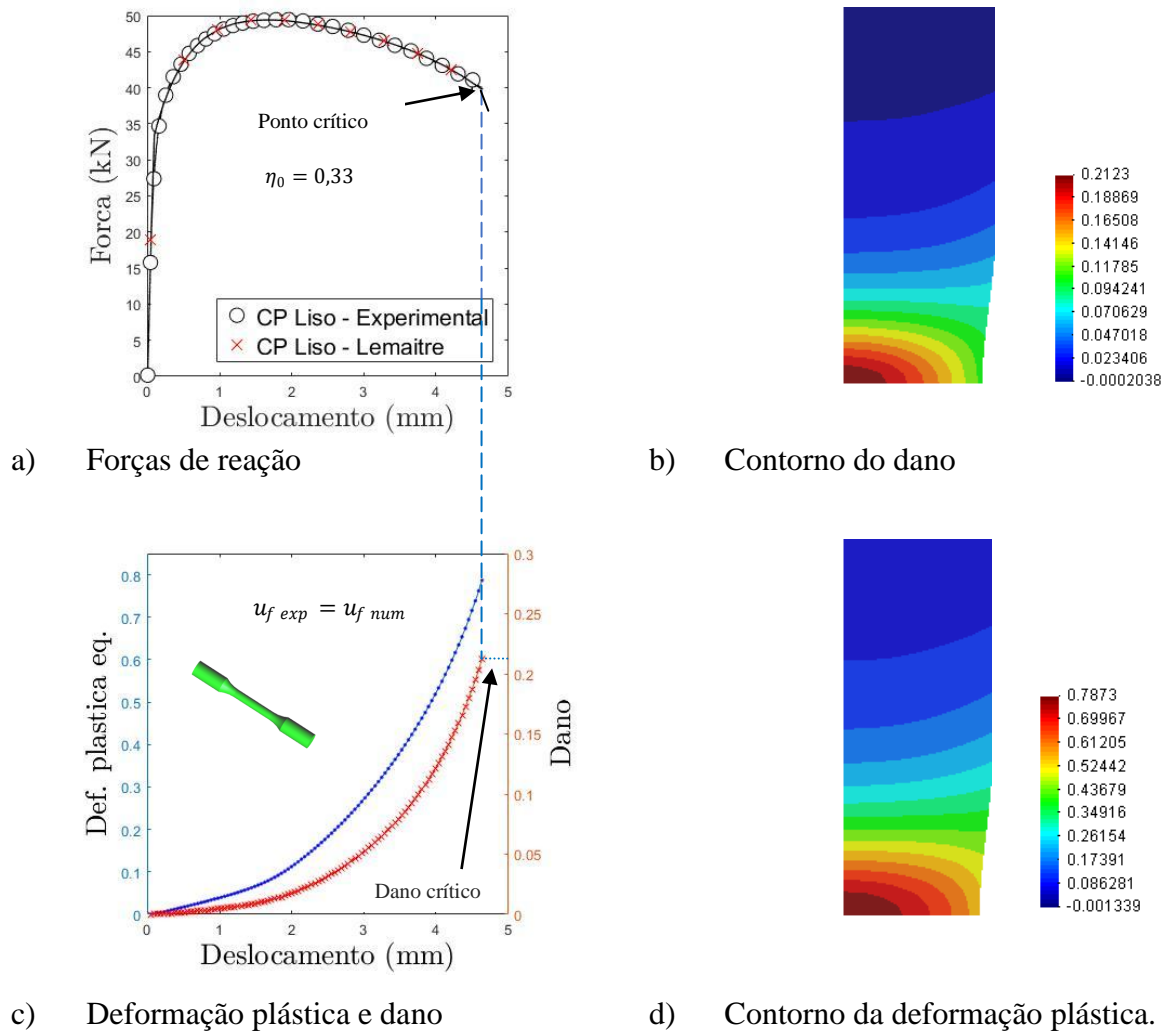 50
45
40
35
30
25
20
15
10
5
0
Forca (kN)
Ponto crítico
η₀ = 0,33
CP Liso - Experimental
CP Liso - Lemaitre
0 1 2 3 4 5
Deslocamento (mm)
0.2123
0.18869
0.16508
0.14146
0.11785
0.094241
0.070629
0.047018
0.023406
-0.0002038
a) Forças de reação
b) Contorno do dano
0.8
0.7
0.6
0.5
0.4
0.3
0.2
0.1
0
Def. plastica eq.
u_f exp = u_f num
Dano crítico
0.3
0.25
0.2
0.15
0.1
0.05
0
Dano
0 1 2 3 4 5
Deslocamento (mm)
0.7873
0.69967
0.61205
0.52442
0.43679
0.34916
0.26154
0.17391
0.086281
-0.001339
c) Deformação plástica e dano
d) Contorno da deformação plástica.